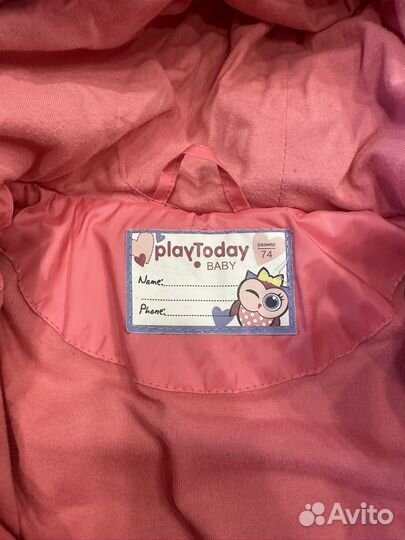 playToday
BABY
размер
74
Name:
Phone:
Avito